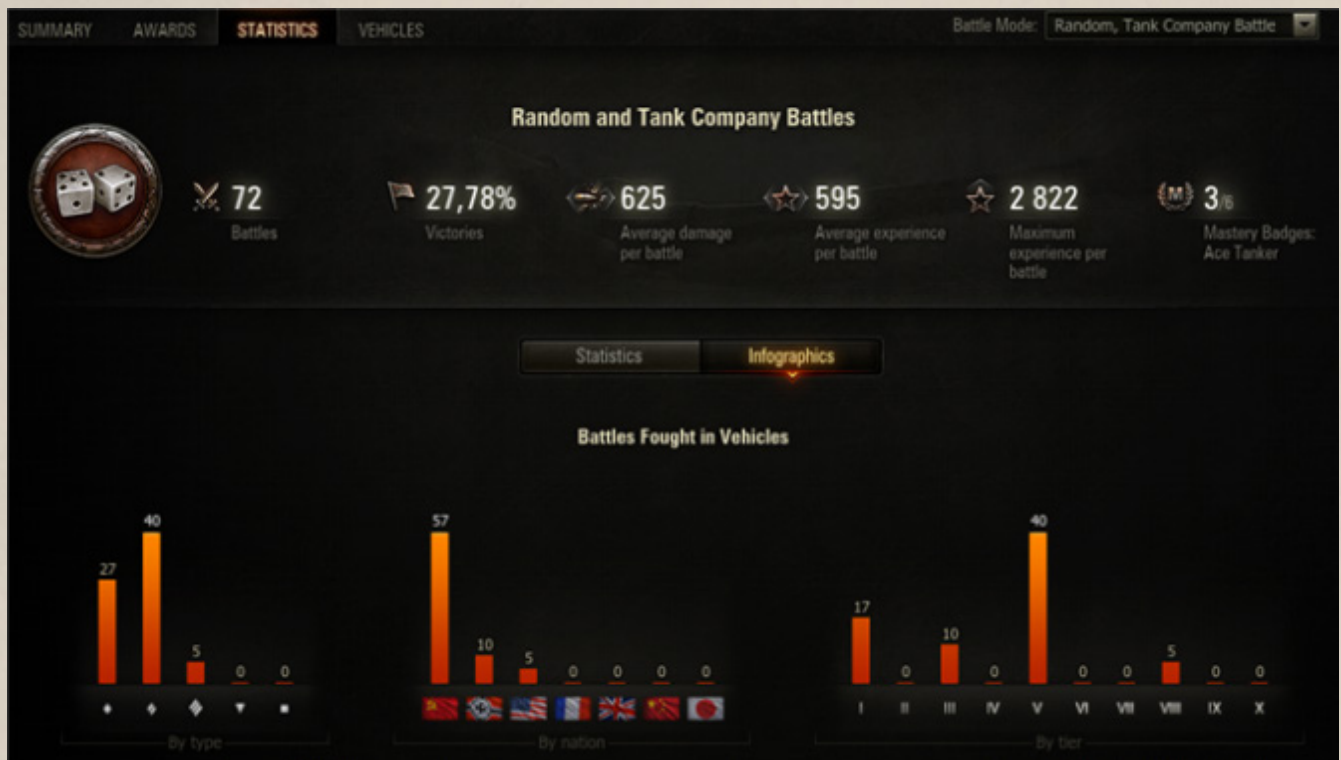 SUMMARY AWARDS STATISTICS VEHICLES Battle Mode: Random, Tank Company Battle
Random and Tank Company Battles
72 27,78% 625 595 2 822 3/6
Battles Victories Average damage Average experience Maximum Mastery Badges:
per battle per battle experience per Ace Tanker
battle
Statistics Infographics
Battles Fought in Vehicles
27 40 5 0 0
By type
57 10 5 0 0 0 0
By nation
17 0 10 0 40 0 0 5 0 0
I II III IV V VI VII VIII IX X
By tier